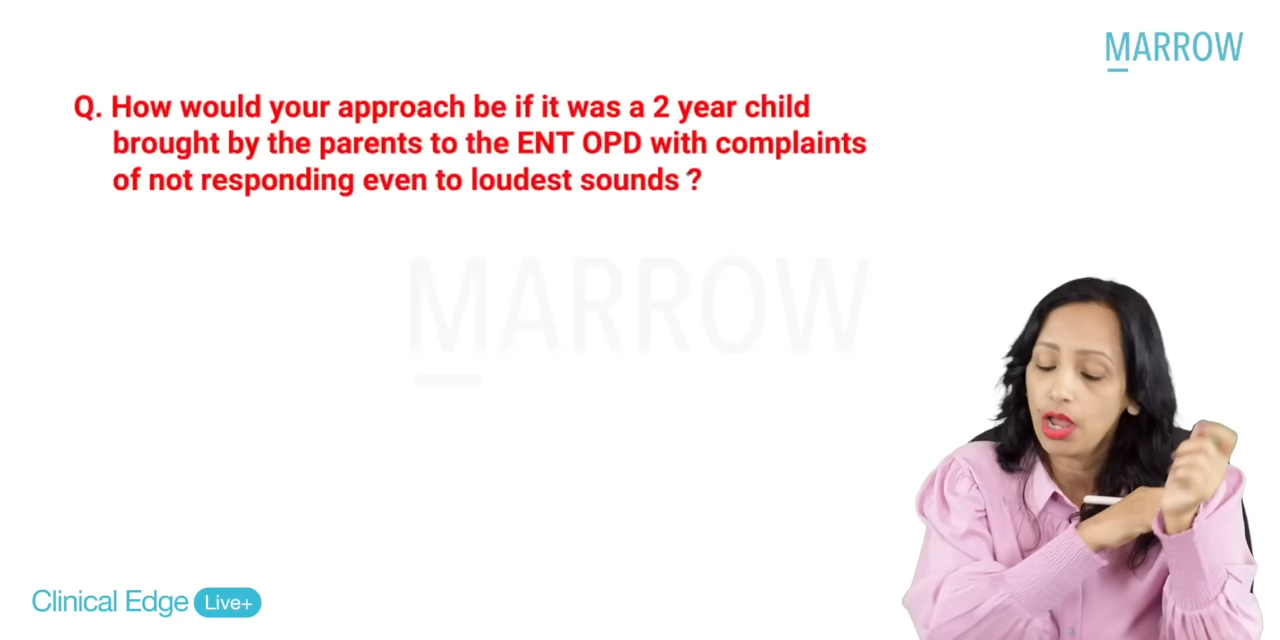 MARROW
Q. How would your approach be if it was a 2 year child
brought by the parents to the ENT OPD with complaints
of not responding even to loudest sounds ?
MARROW
Clinical Edge Live+